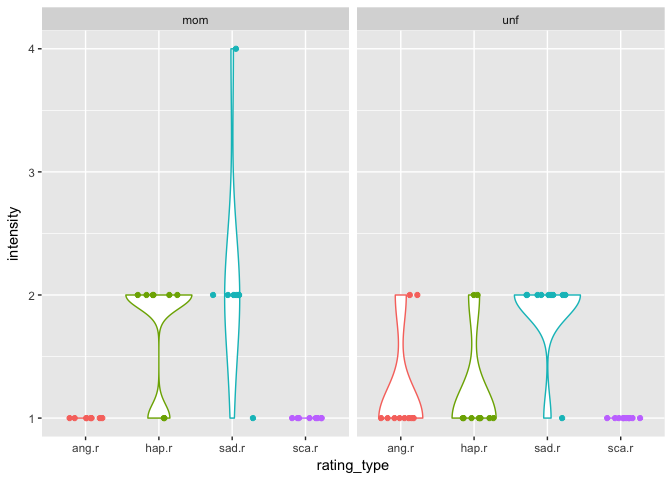 mom unf
4
3
2
1
intensity
ang.r hap.r sad.r sca.r ang.r hap.r sad.r sca.r
rating_type